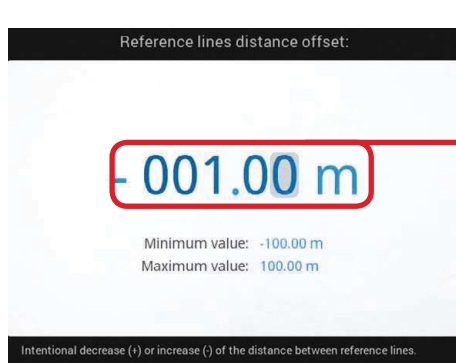 Reference lines distance offset:
- 001.00 m
Minimum value: -100.00 m
Maximum value: 100.00 m
Intentional decrease (+) or increase (-) of the distance between reference lines.